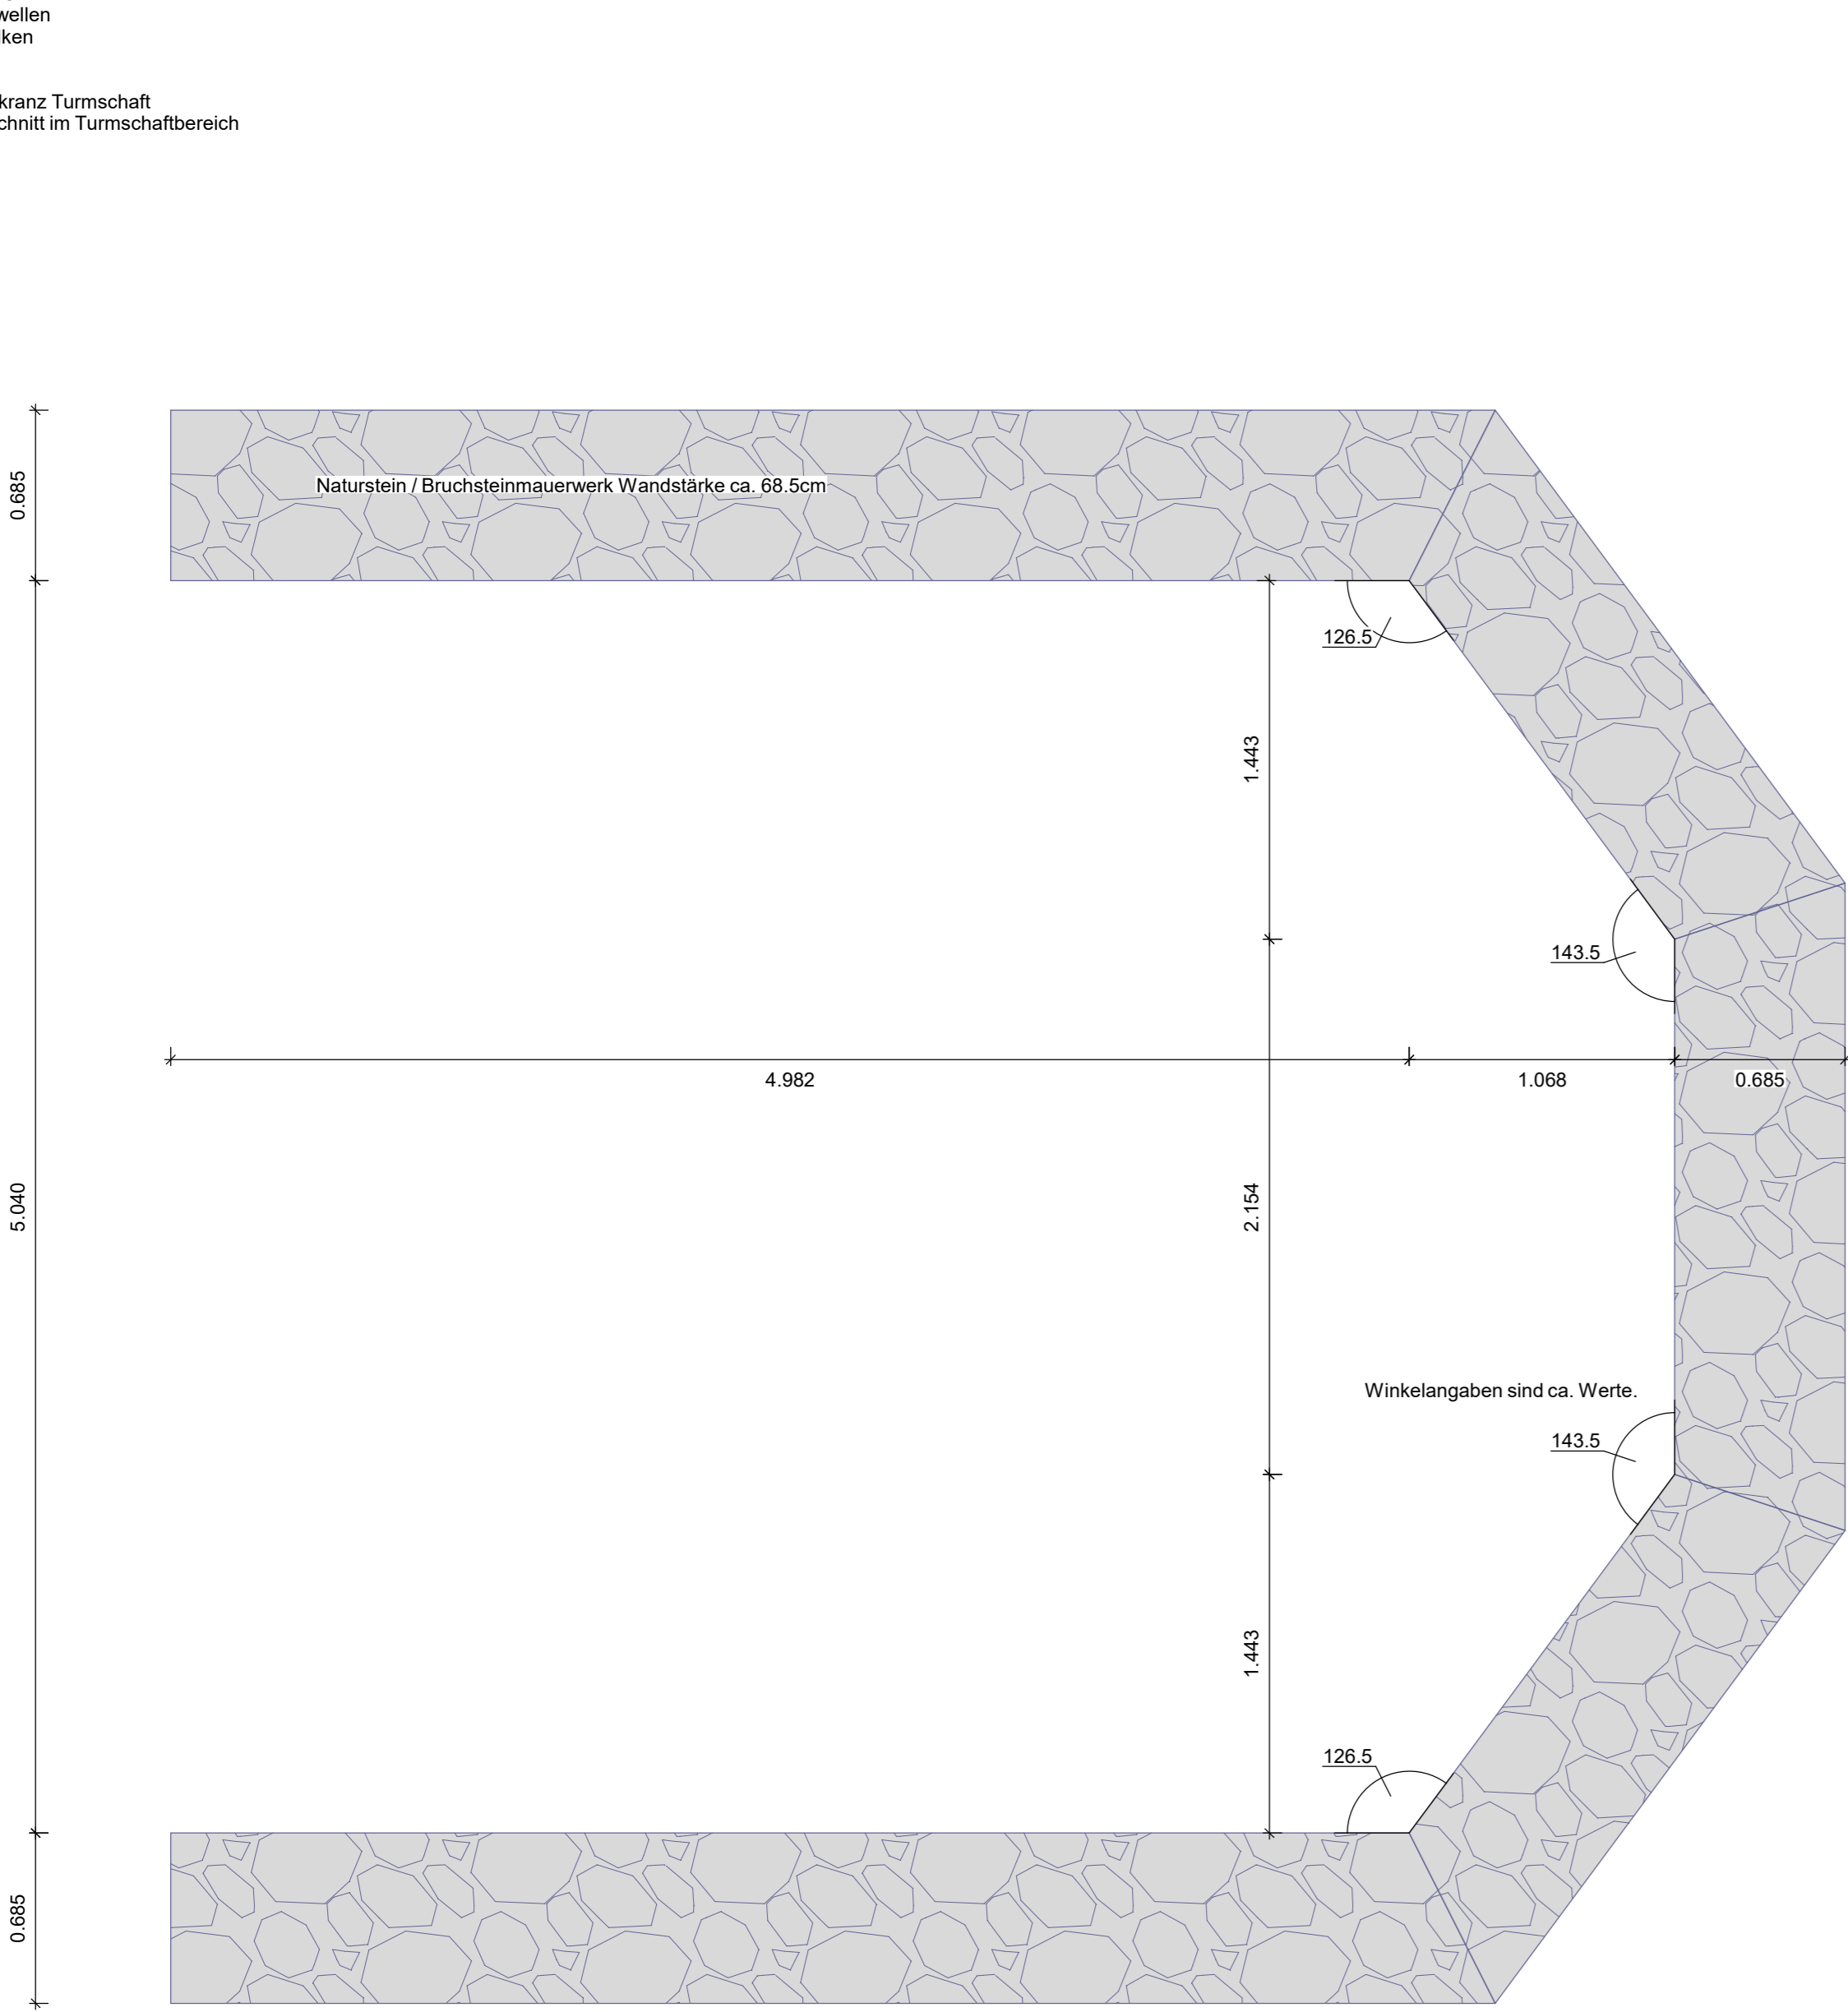 wellen
lken
kranz Turmschaft
chnitt im Turmschaftbereich
0.685
Naturstein / Bruchsteinmauerwerk Wandstärke ca. 68.5cm
126.5
1.443
143.5
4.982
1.068
0.685
5.040
2.154
Winkelangaben sind ca. Werte.
143.5
1.443
126.5
0.685